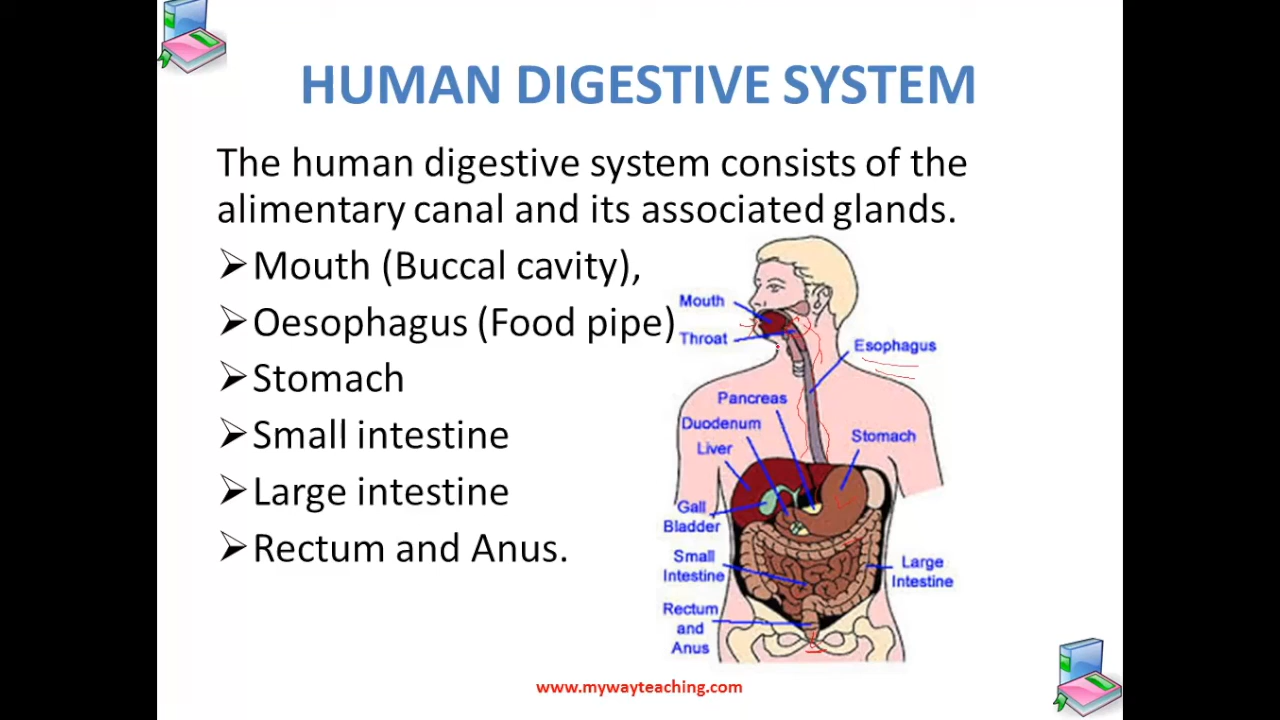 HUMAN DIGESTIVE SYSTEM
The human digestive system consists of the
alimentary canal and its associated glands.
Mouth (Buccal cavity),
Oesophagus (Food pipe)
Stomach
Small intestine
Large intestine
Rectum and Anus.
Mouth
Throat
Esophagus
Pancreas
Duodenum
Liver
Stomach
Gall
Bladder
Small
Intestine
Large
Intestine
Rectum
and
Anus
www.mywayteaching.com